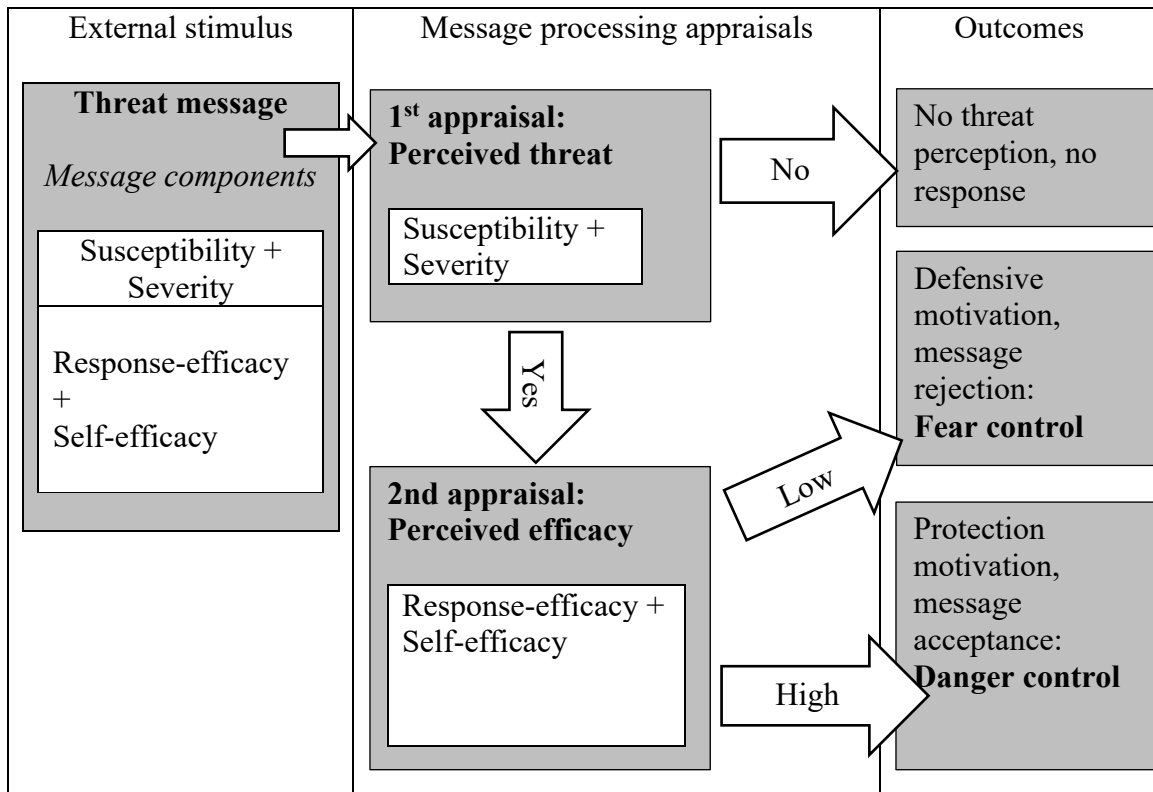 External stimulus
Message processing appraisals
Outcomes
Threat message
Message components
Susceptibility +
Severity
Response-efficacy
+
Self-efficacy
1st appraisal:
Perceived threat
Susceptibility +
Severity
No
No threat
perception, no
response
Yes
2nd appraisal:
Perceived efficacy
Response-efficacy +
Self-efficacy
Low
Defensive
motivation,
message
rejection:
Fear control
High
Protection
motivation,
message
acceptance:
Danger control